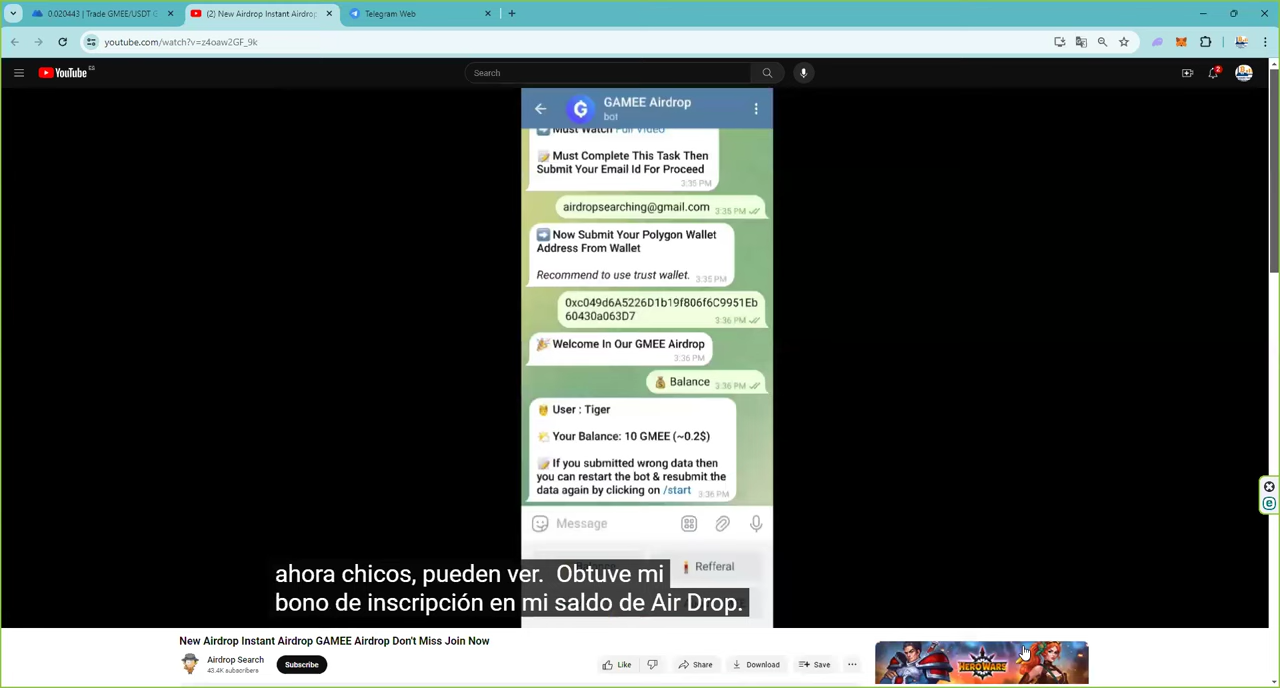 0.020443 | Trade GMEE/USDT
(2) New Airdrop Instant Airdrop
Telegram Web
youtube.com/watch?v=z4oaw2GF_9k
YouTube ES
Search
2
GAMEE Airdrop
bot
Must Watch Full Video
Must Complete This Task Then
Submit Your Email Id For Proceed
3:35 PM
airdropsearching@gmail.com 3:35 PM
Now Submit Your Polygon Wallet
Address From Wallet
Recommend to use trust wallet. 3:35 PM
0xc049d6A5226D1b19f806f6C9951Eb
60430a063D7 3:36 PM
Welcome In Our GMEE Airdrop
3:36 PM
Balance 3:36 PM
User : Tiger
Your Balance: 10 GMEE (~0.2$)
If you submitted wrong data then
you can restart the bot & resubmit the
data again by clicking on /start 3:36 PM
Message
Refferal
ahora chicos, pueden ver. Obtuve mi
bono de inscripción en mi saldo de Air Drop.
New Airdrop Instant Airdrop GAMEE Airdrop Don't Miss Join Now
Airdrop Search
43.4K subscribers
Subscribe
Like
Share
Download
Save
HERO WARS